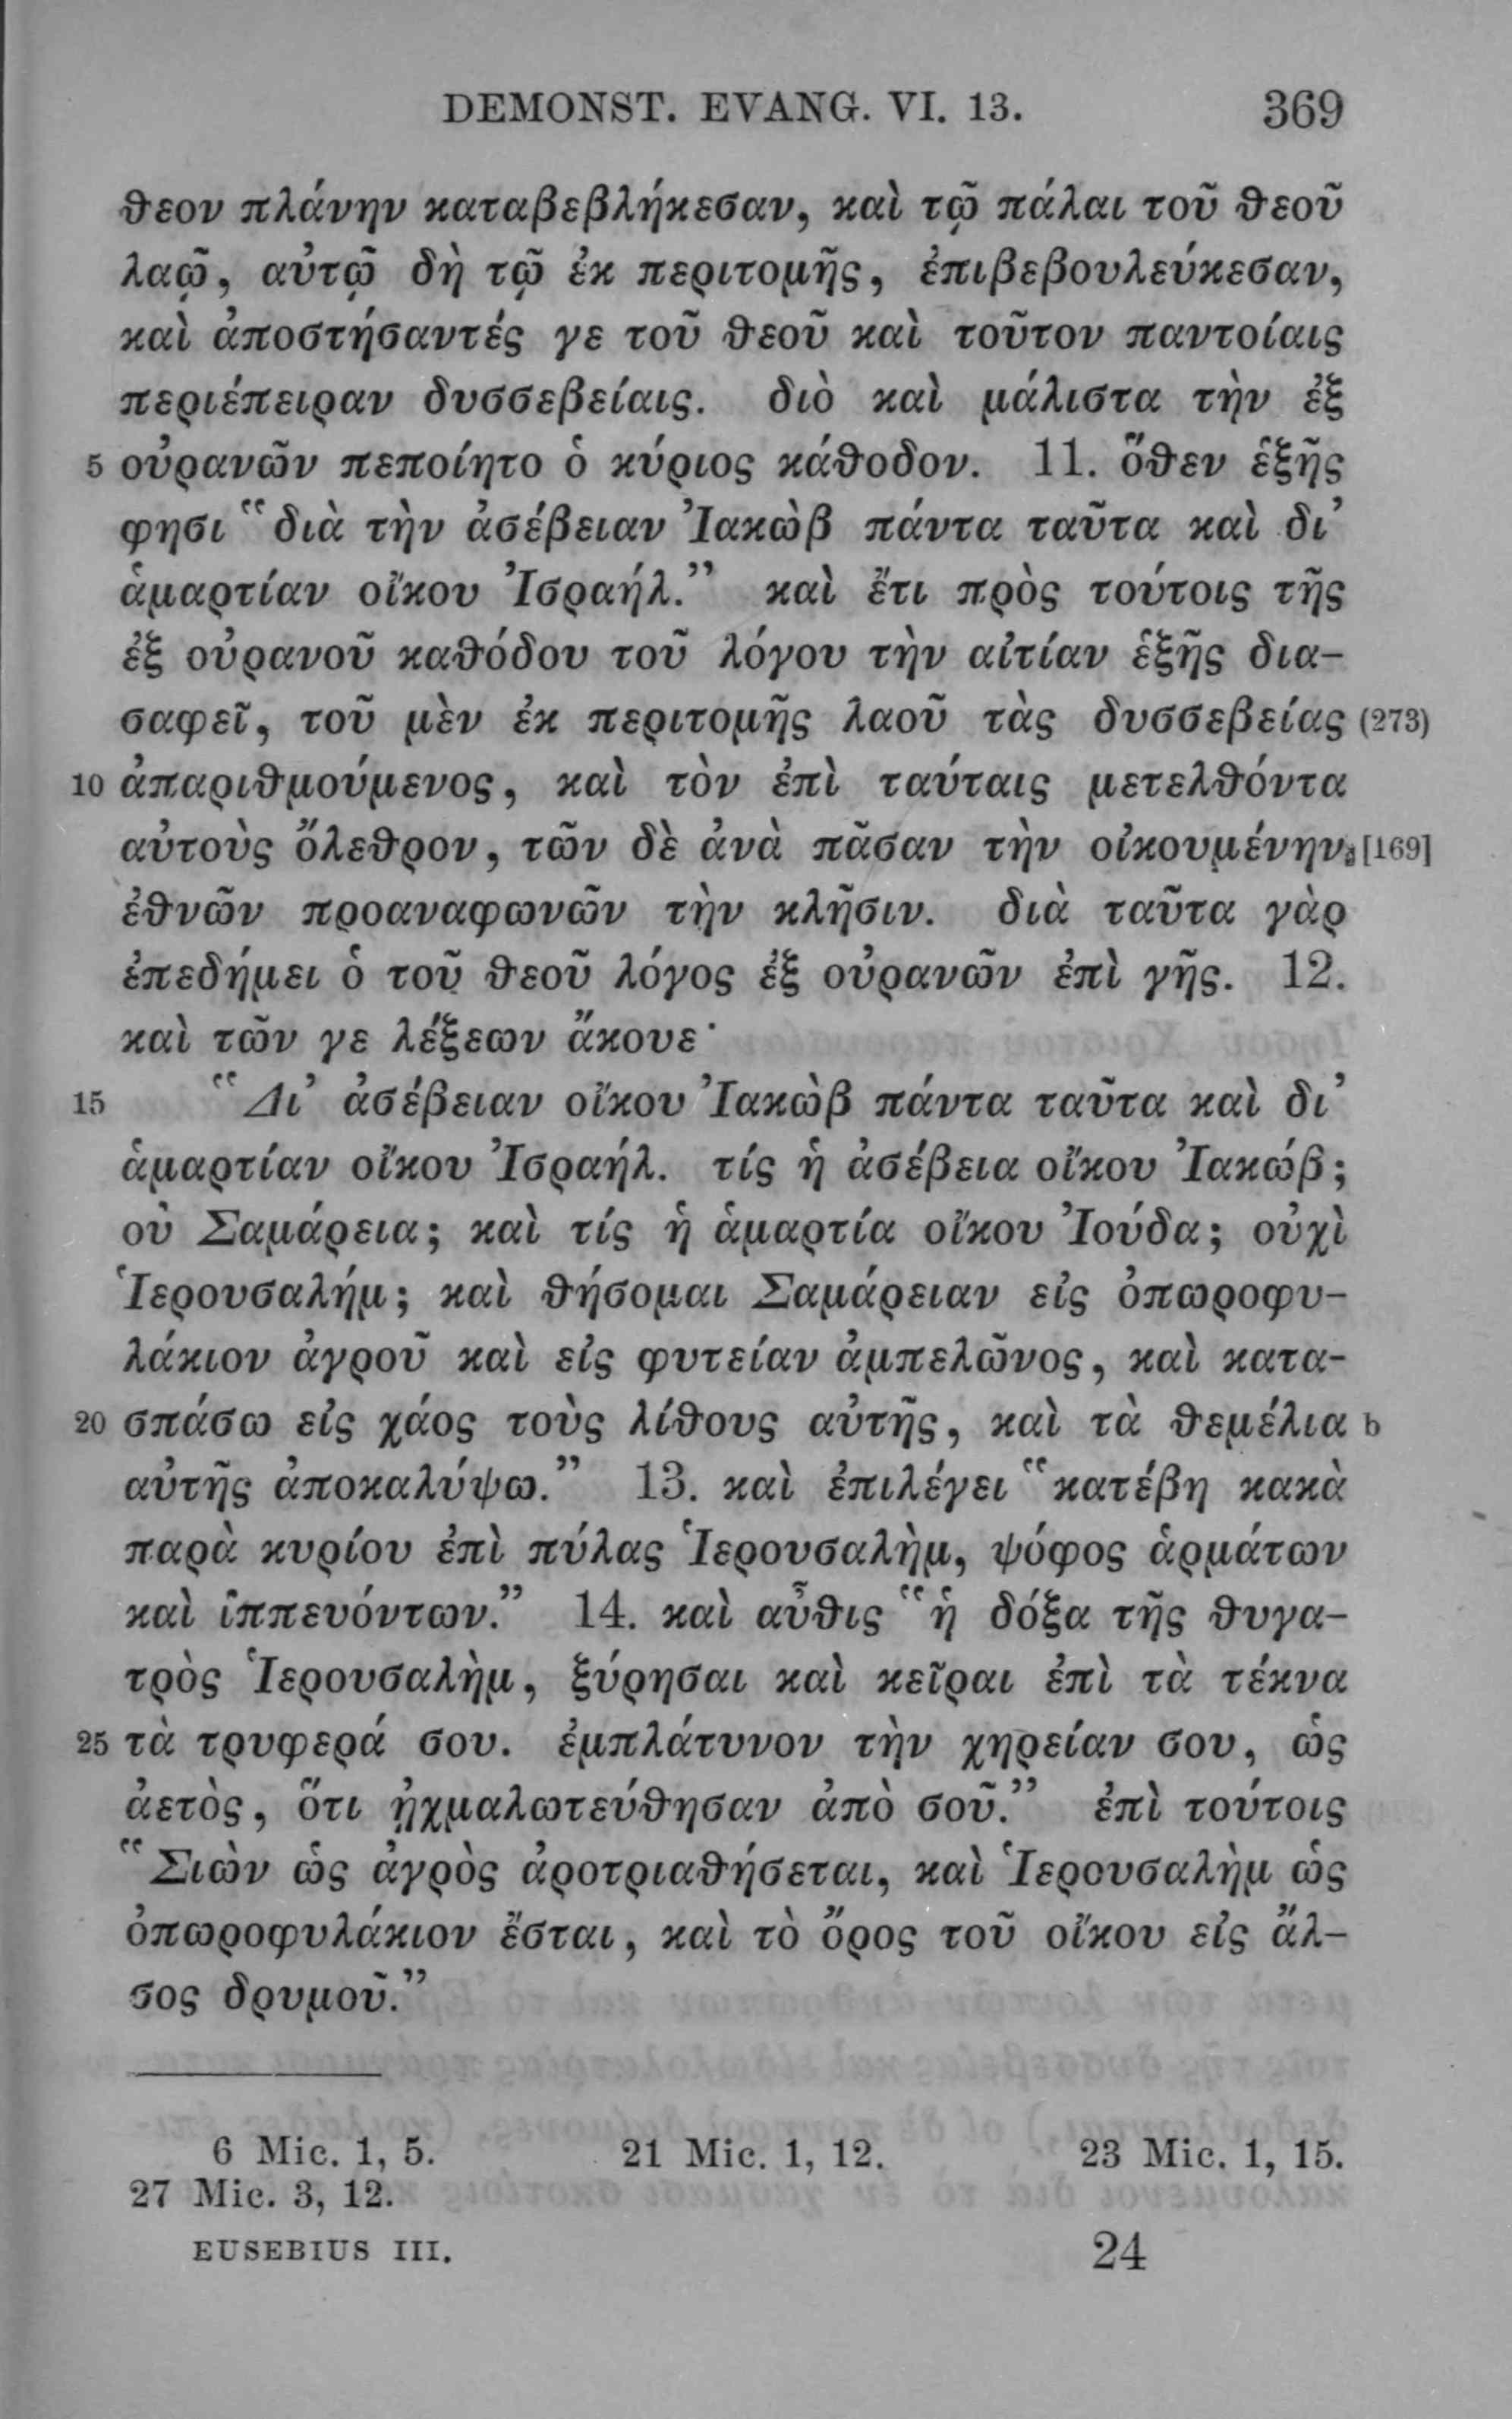 DEMONST. EVANG. VI. 13. 369
θεον πλάνην καταβεβλήκεσαν, καὶ τῷ πάλαι τοῦ θεοῦ
λαῷ, αὐτῷ δὴ τῷ ἐκ περιτομῆς, ἐπιβεβουλεύκεσαν,
καὶ ἀποστήσαντές γε τοῦ θεοῦ καὶ τοῦτον παντοίαις
περιέπειραν δυσσεβείαις. διὸ καὶ μάλιστα τὴν ἐξ
5 οὐρανῶν πεποίητο ὁ κύριος κάθοδον. 11. ὅθεν ἑξῆς
φησι “διὰ τὴν ἀσέβειαν Ἰακὼβ πάντα ταῦτα καὶ δι’
ἁμαρτίαν οἴκου Ἰσραήλ.” καὶ ἔτι πρὸς τούτοις τῆς
ἐξ οὐρανοῦ καθόδου τοῦ λόγου τὴν αἰτίαν ἑξῆς δια-
σαφεῖ, τοῦ μὲν ἐκ περιτομῆς λαοῦ τὰς δυσσεβείας (273)
10 ἀπαριθμούμενος, καὶ τὸν ἐπὶ ταύταις μετελθόντα
αὐτοὺς ὄλεθρον, τῶν δὲ ἀνὰ πᾶσαν τὴν οἰκουμένην [169]
ἐθνῶν προαναφωνῶν τὴν κλῆσιν. διὰ ταῦτα γὰρ
ἐπεδήμει ὁ τοῦ θεοῦ λόγος ἐξ οὐρανῶν ἐπὶ γῆς. 12.
καὶ τῶν γε λέξεων ἄκουε·
15 “Δι’ ἀσέβειαν οἴκου Ἰακὼβ πάντα ταῦτα καὶ δι’
ἁμαρτίαν οἴκου Ἰσραήλ. τίς ἡ ἀσέβεια οἴκου Ἰακώβ;
οὐ Σαμάρεια; καὶ τίς ἡ ἁμαρτία οἴκου Ἰούδα; οὐχὶ
Ἱερουσαλήμ; καὶ θήσομαι Σαμάρειαν εἰς ὀπωροφυ-
λάκιον ἀγροῦ καὶ εἰς φυτείαν ἀμπελῶνος, καὶ κατα-
20 σπάσω εἰς χάος τοὺς λίθους αὐτῆς, καὶ τὰ θεμέλια b
αὐτῆς ἀποκαλύψω.” 13. καὶ ἐπιλέγει “κατέβη κακὰ
παρὰ κυρίου ἐπὶ πύλας Ἱερουσαλὴμ, ψόφος ἁρμάτων
καὶ ἱππευόντων.” 14. καὶ αὖθις “ἡ δόξα τῆς θυγα-
τρὸς Ἱερουσαλὴμ, ξύρησαι καὶ κεῖραι ἐπὶ τὰ τέκνα
25 τὰ τρυφερά σου. ἐμπλάτυνον τὴν χηρείαν σου, ὡς
ἀετὸς, ὅτι ᾐχμαλωτεύθησαν ἀπὸ σοῦ.” ἐπὶ τούτοις
“Σιὼν ὡς ἀγρὸς ἀροτριαθήσεται, καὶ Ἱερουσαλὴμ ὡς
ὀπωροφυλάκιον ἔσται, καὶ τὸ ὄρος τοῦ οἴκου εἰς ἄλ-
σος δρυμοῦ.”
6 Mic. 1, 5. 21 Mic. 1, 12. 23 Mic. 1, 15.
27 Mic. 3, 12.
EUSEBIUS III. 24